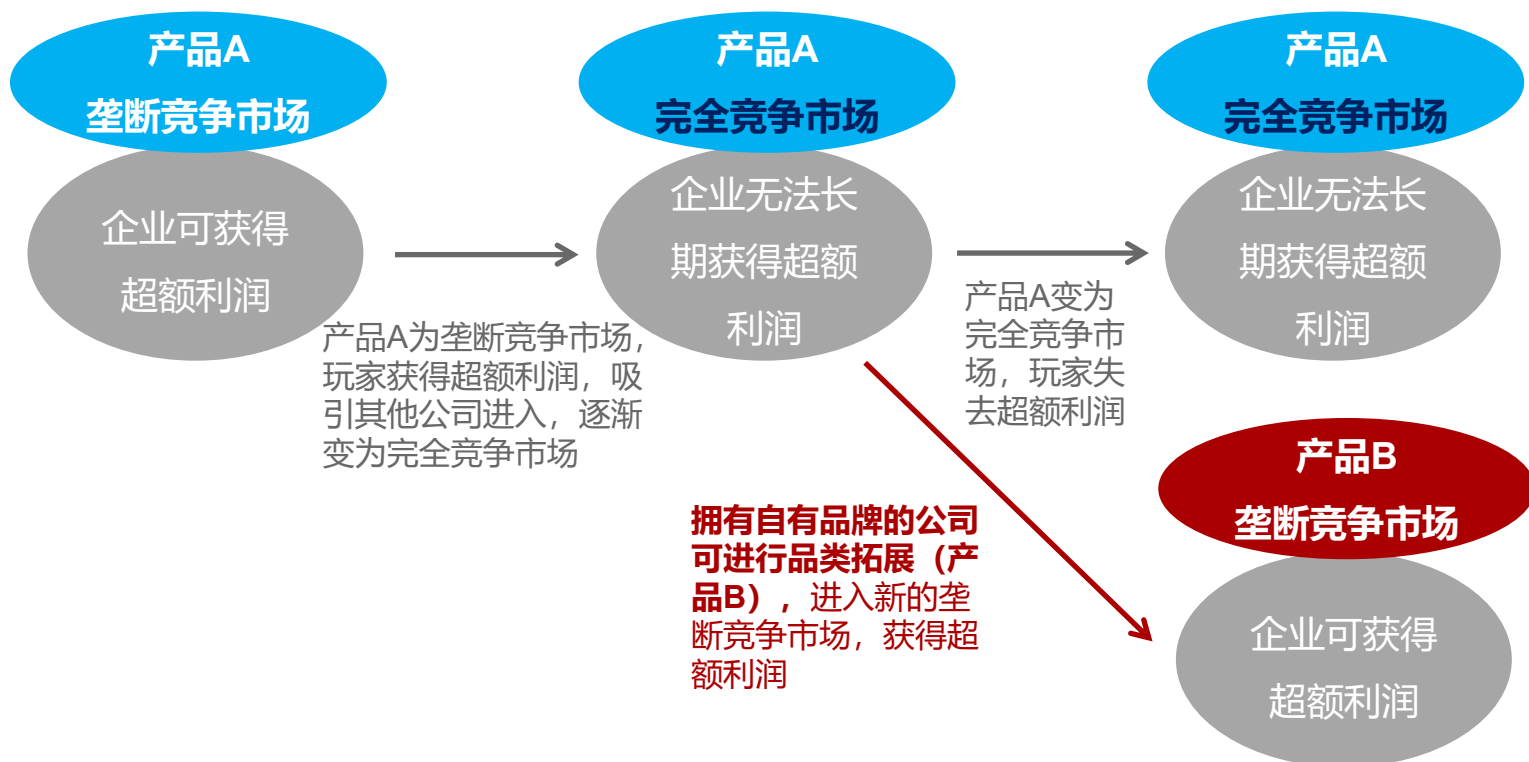 产品A
垄断竞争市场
企业可获得
超额利润
产品A为垄断竞争市场，
玩家获得超额利润，吸
引其他公司进入，逐渐
变为完全竞争市场
产品A
完全竞争市场
企业无法长
期获得超额
利润
产品A变为
完全竞争市
场，玩家失
去超额利润
产品A
完全竞争市场
企业无法长
期获得超额
利润
拥有自有品牌的公司
可进行品类拓展（产
品B），进入新的垄
断竞争市场，获得超
额利润
产品B
垄断竞争市场
企业可获得
超额利润